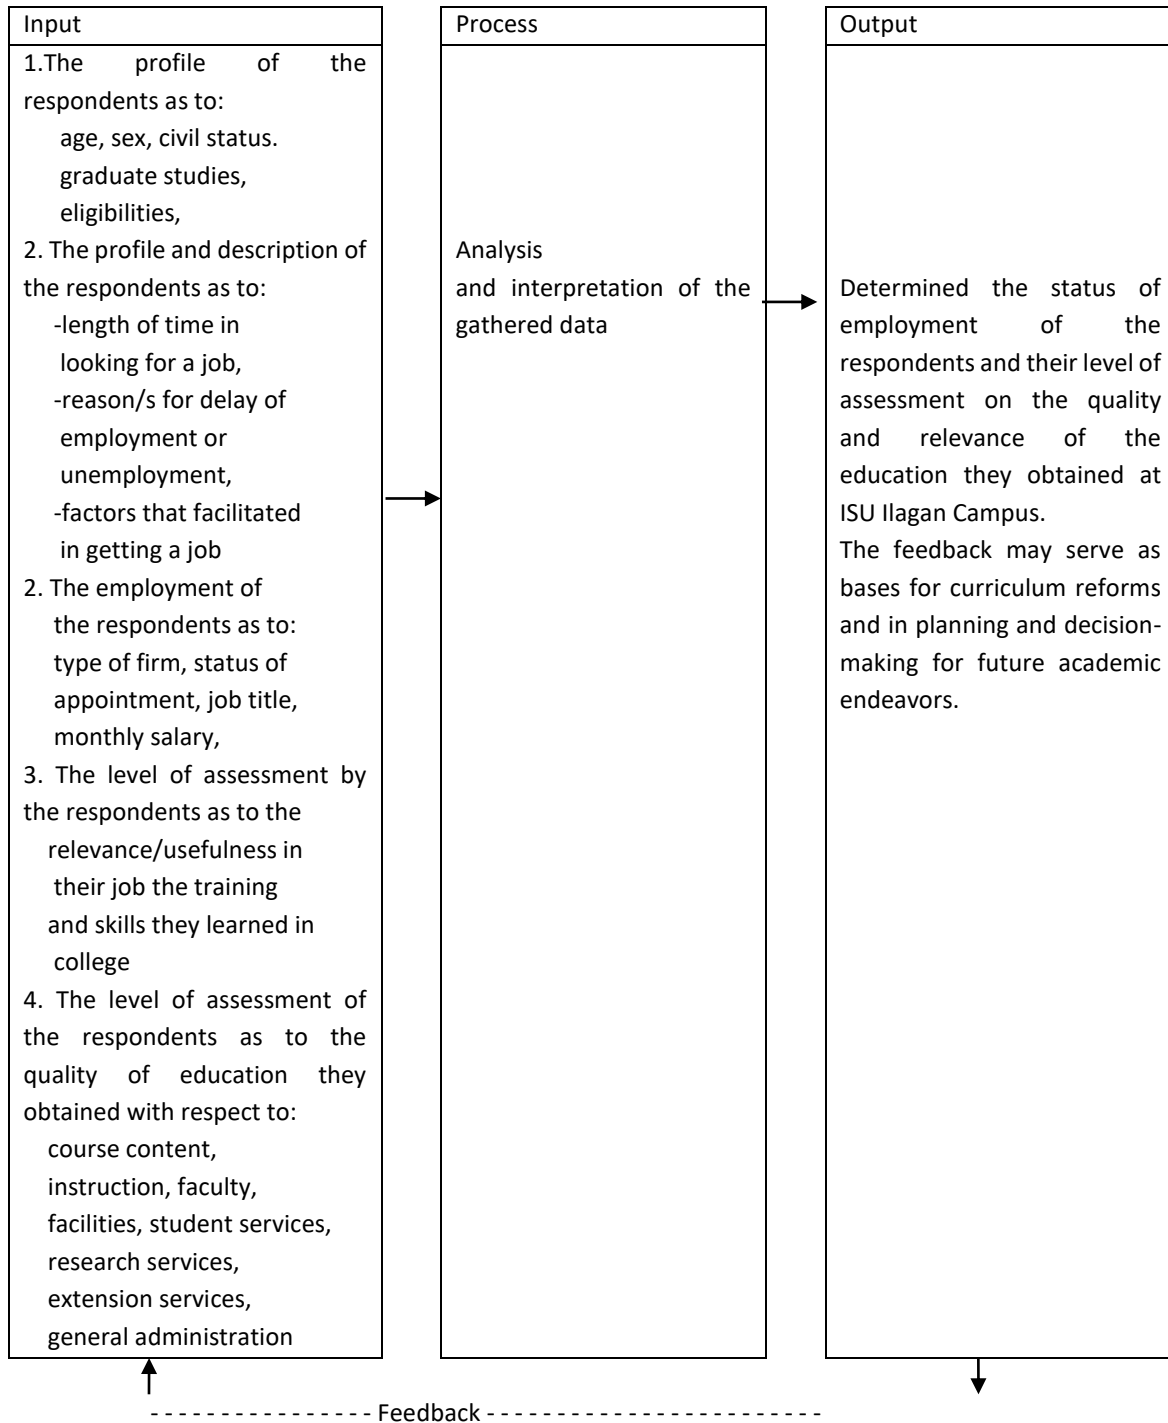 Input
1.The profile of the
respondents as to:
age, sex, civil status.
graduate studies,
eligibilities,
2. The profile and description of
the respondents as to:
-length of time in
looking for a job,
-reason/s for delay of
employment or
unemployment,
-factors that facilitated
in getting a job
2. The employment of
the respondents as to:
type of firm, status of
appointment, job title,
monthly salary,
3. The level of assessment by
the respondents as to the
relevance/usefulness in
their job the training
and skills they learned in
college
4. The level of assessment of
the respondents as to the
quality of education they
obtained with respect to:
course content,
instruction, faculty,
facilities, student services,
research services,
extension services,
general administration
Process
Analysis
and interpretation of the
gathered data
Output
Determined the status of
employment of the
respondents and their level of
assessment on the quality
and relevance of the
education they obtained at
ISU Ilagan Campus.
The feedback may serve as
bases for curriculum reforms
and in planning and decision-
making for future academic
endeavors.
- - - - - - - - - - - - - - - - Feedback - - - - - - - - - - - - - - - - - - - - - - - -